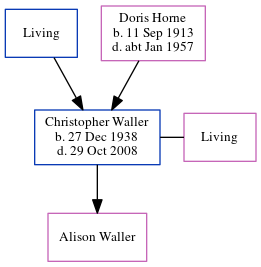 Living
Doris Horne
b. 11 Sep 1913
d. abt Jan 1957
Christopher Waller
b. 27 Dec 1938
d. 29 Oct 2008
Living
Alison Waller